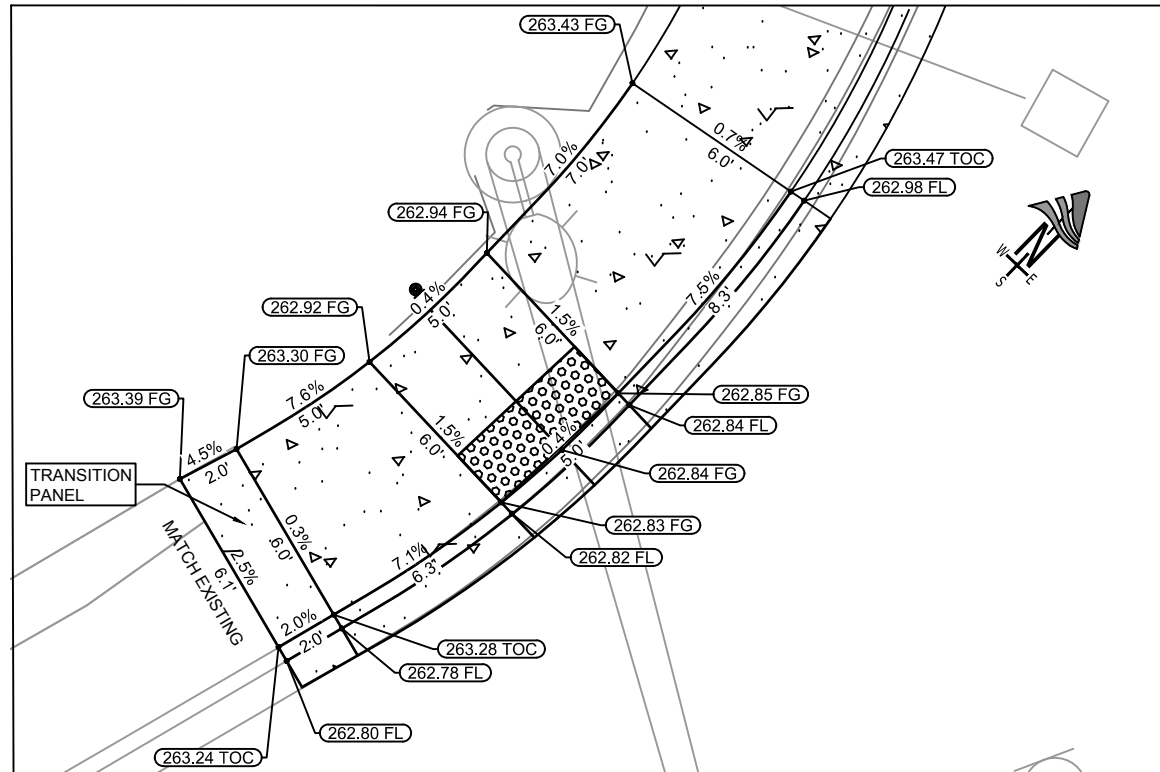 263.43 FG
0.7%
6.0'
263.47 TOC
262.98 FL
7.0%
7.0'
262.94 FG
W
N
S
E
0.4%
5.0'
7.5%
8.3'
262.92 FG
1.5%
6.0'
263.30 FG
7.6%
5.0'
262.85 FG
263.39 FG
262.84 FL
1.5%
6.0'
0.4%
5.0'
4.5%
2.0'
262.84 FG
TRANSITION
PANEL
262.83 FG
0.3%
6.0'
262.82 FL
MATCH EXISTING
2.5%
6.1'
7.1%
6.3'
2.0%
2.0'
263.28 TOC
262.78 FL
262.80 FL
263.24 TOC